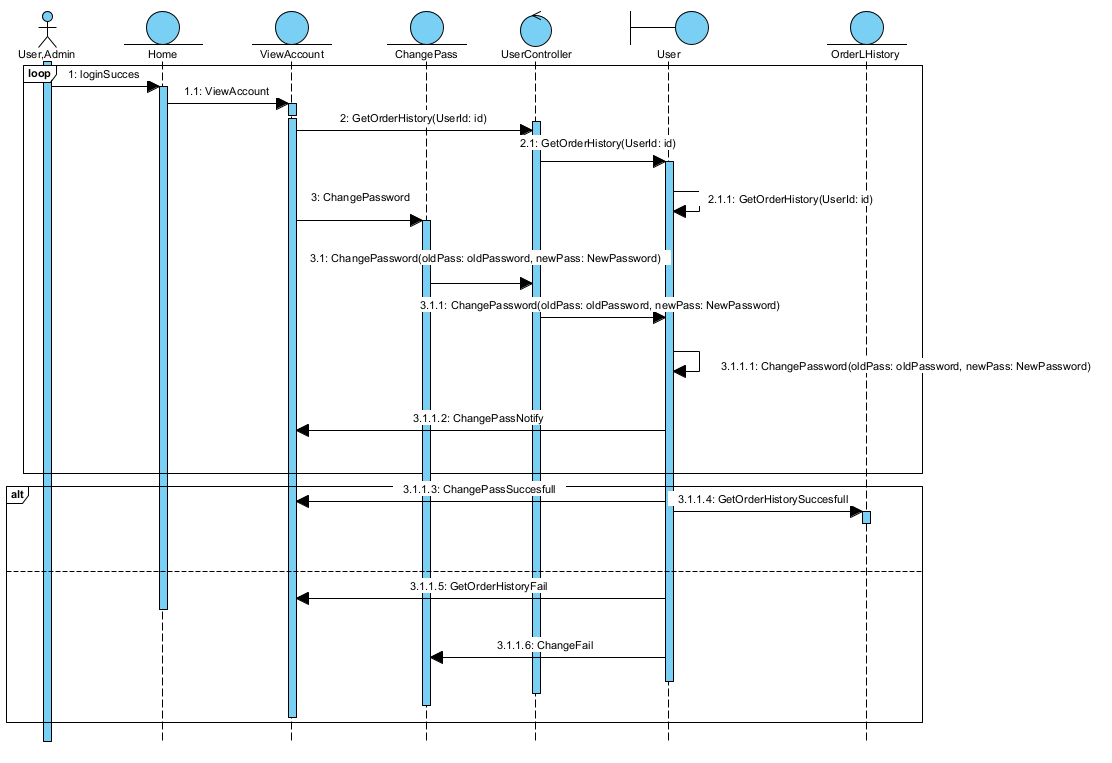 User,Admin
Home
ViewAccount
ChangePass
UserController
User
OrderLHistory
loop
1: loginSucces
1.1: ViewAccount
2: GetOrderHistory(UserId: id)
2.1: GetOrderHistory(UserId: id)
2.1.1: GetOrderHistory(UserId: id)
3: ChangePassword
3.1: ChangePassword(oldPass: oldPassword, newPass: NewPassword)
3.1.1: ChangePassword(oldPass: oldPassword, newPass: NewPassword)
3.1.1.1: ChangePassword(oldPass: oldPassword, newPass: NewPassword)
3.1.1.2: ChangePassNotify
alt
3.1.1.3: ChangePassSuccesfull
3.1.1.4: GetOrderHistorySuccesfull
3.1.1.5: GetOrderHistoryFail
3.1.1.6: ChangeFail